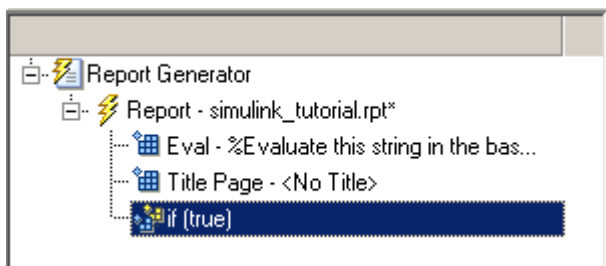 Report Generator
Report - simulink_tutorial.rpt*
Eval - %Evaluate this string in the bas...
Title Page - <No Title>
if (true)